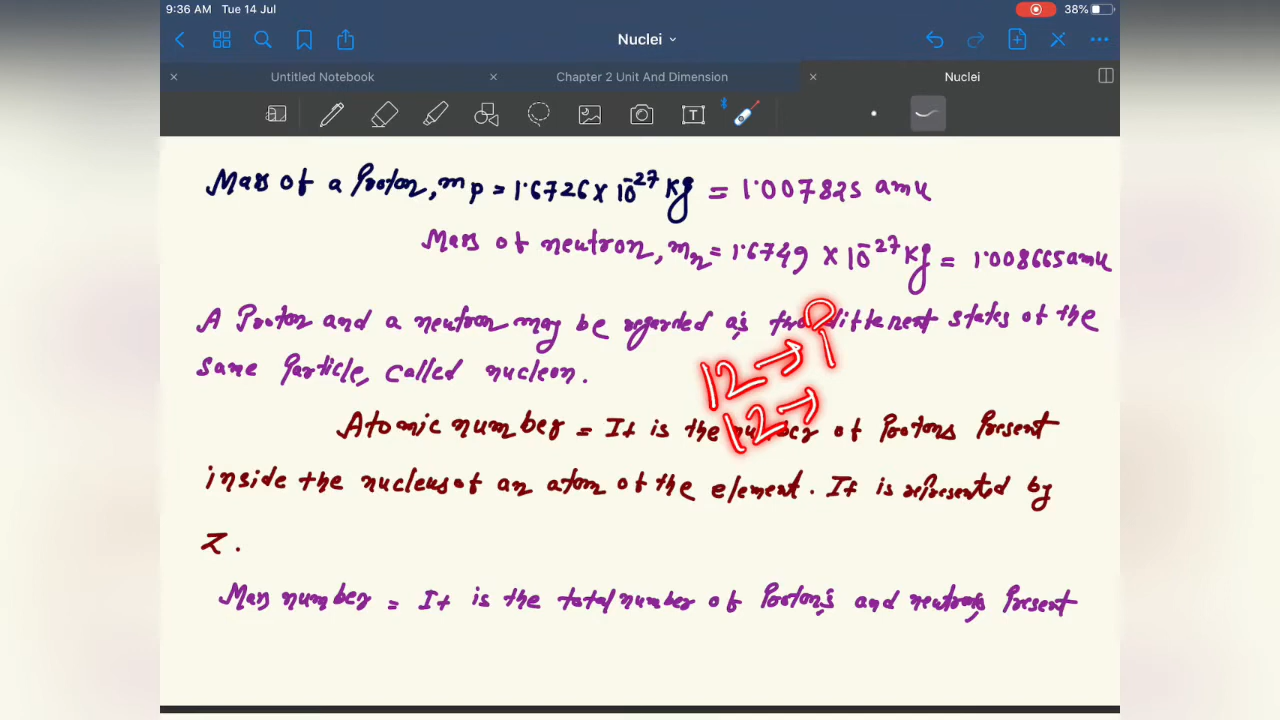 9:36 AM Tue 14 Jul 38%
Nuclei
Untitled Notebook Chapter 2 Unit And Dimension Nuclei
T
Mass of a Proton, mp = 1.6726 x 10^-27 kg = 1.007825 amu
Mass of neutron, mn = 1.6749 x 10^-27 kg = 1.008665 amu
A Proton and a neutron may be regarded as two different states of the
same Particle, called nucleon.
12 → P
12 →
Atomic number = It is the number of Protons Present
inside the nucleus of an atom of the element. It is represented by
Z.
Mass number = It is the total number of Protons and neutrons Present